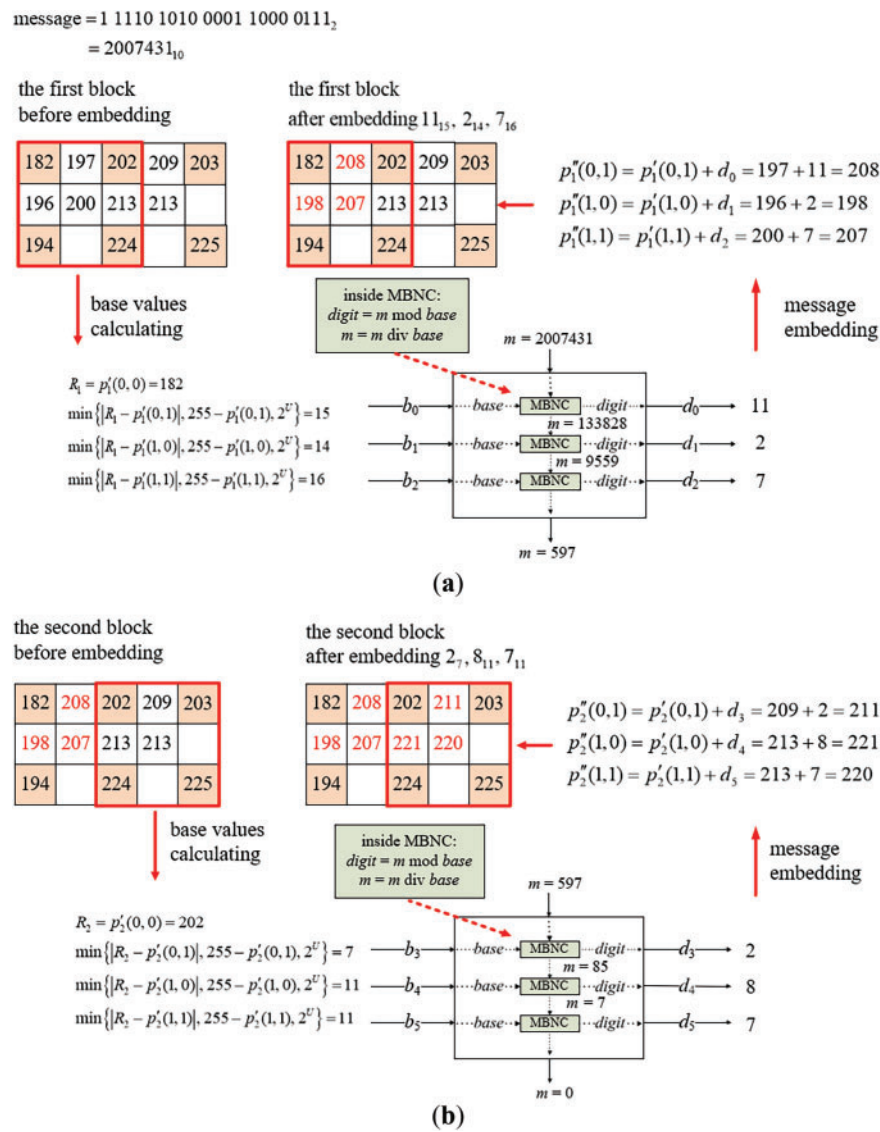 message = 1 1110 1010 0001 1000 0111₂
= 2007431₁₀
the first block
before embedding
182 197 202 209 203
196 200 213 213
194 224 225
the first block
after embedding 11₁₅, 2₁₄, 7₁₆
182 208 202 209 203
198 207 213 213
194 224 225
p₁″(0,1) = p₁′(0,1) + d₀ = 197 + 11 = 208
p₁″(1,0) = p₁′(1,0) + d₁ = 196 + 2 = 198
p₁″(1,1) = p₁′(1,1) + d₂ = 200 + 7 = 207
base values
calculating
inside MBNC:
digit = m mod base
m = m div base
message
embedding
R₁ = p₁′(0,0) = 182
min{|R₁ − p₁′(0,1)|, 255 − p₁′(0,1), 2ᵁ} = 15
min{|R₁ − p₁′(1,0)|, 255 − p₁′(1,0), 2ᵁ} = 14
min{|R₁ − p₁′(1,1)|, 255 − p₁′(1,1), 2ᵁ} = 16
m = 2007431
b₀ base MBNC digit d₀ 11
m = 133828
b₁ base MBNC digit d₁ 2
m = 9559
b₂ base MBNC digit d₂ 7
m = 597
(a)
the second block
before embedding
182 208 202 209 203
198 207 213 213
194 224 225
the second block
after embedding 2₇, 8₁₁, 7₁₁
182 208 202 211 203
198 207 221 220
194 224 225
p₂″(0,1) = p₂′(0,1) + d₃ = 209 + 2 = 211
p₂″(1,0) = p₂′(1,0) + d₄ = 213 + 8 = 221
p₂″(1,1) = p₂′(1,1) + d₅ = 213 + 7 = 220
base values
calculating
inside MBNC:
digit = m mod base
m = m div base
message
embedding
R₂ = p₂′(0,0) = 202
min{|R₂ − p₂′(0,1)|, 255 − p₂′(0,1), 2ᵁ} = 7
min{|R₂ − p₂′(1,0)|, 255 − p₂′(1,0), 2ᵁ} = 11
min{|R₂ − p₂′(1,1)|, 255 − p₂′(1,1), 2ᵁ} = 11
m = 597
b₃ base MBNC digit d₃ 2
m = 85
b₄ base MBNC digit d₄ 8
m = 7
b₅ base MBNC digit d₅ 7
m = 0
(b)